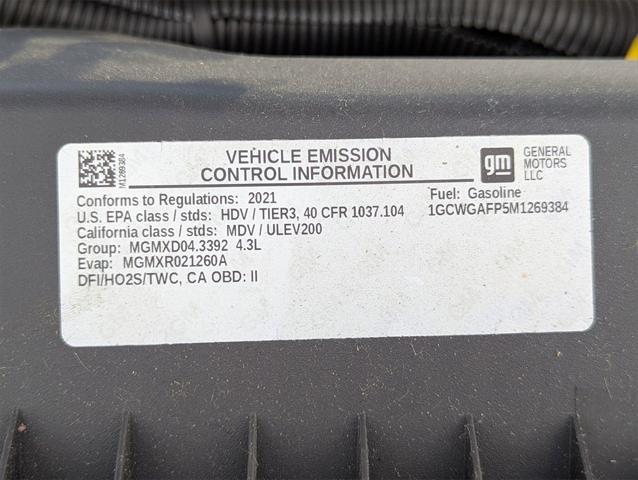 M1269384
VEHICLE EMISSION
CONTROL INFORMATION
gm
GENERAL
MOTORS
LLC
Conforms to Regulations: 2021
Fuel: Gasoline
U.S. EPA class / stds: HDV / TIER3, 40 CFR 1037.104
1GCWGAFP5M1269384
California class / stds: MDV / ULEV200
Group: MGMXD04.3392 4.3L
Evap: MGMXR021260A
DFI/HO2S/TWC, CA OBD: II